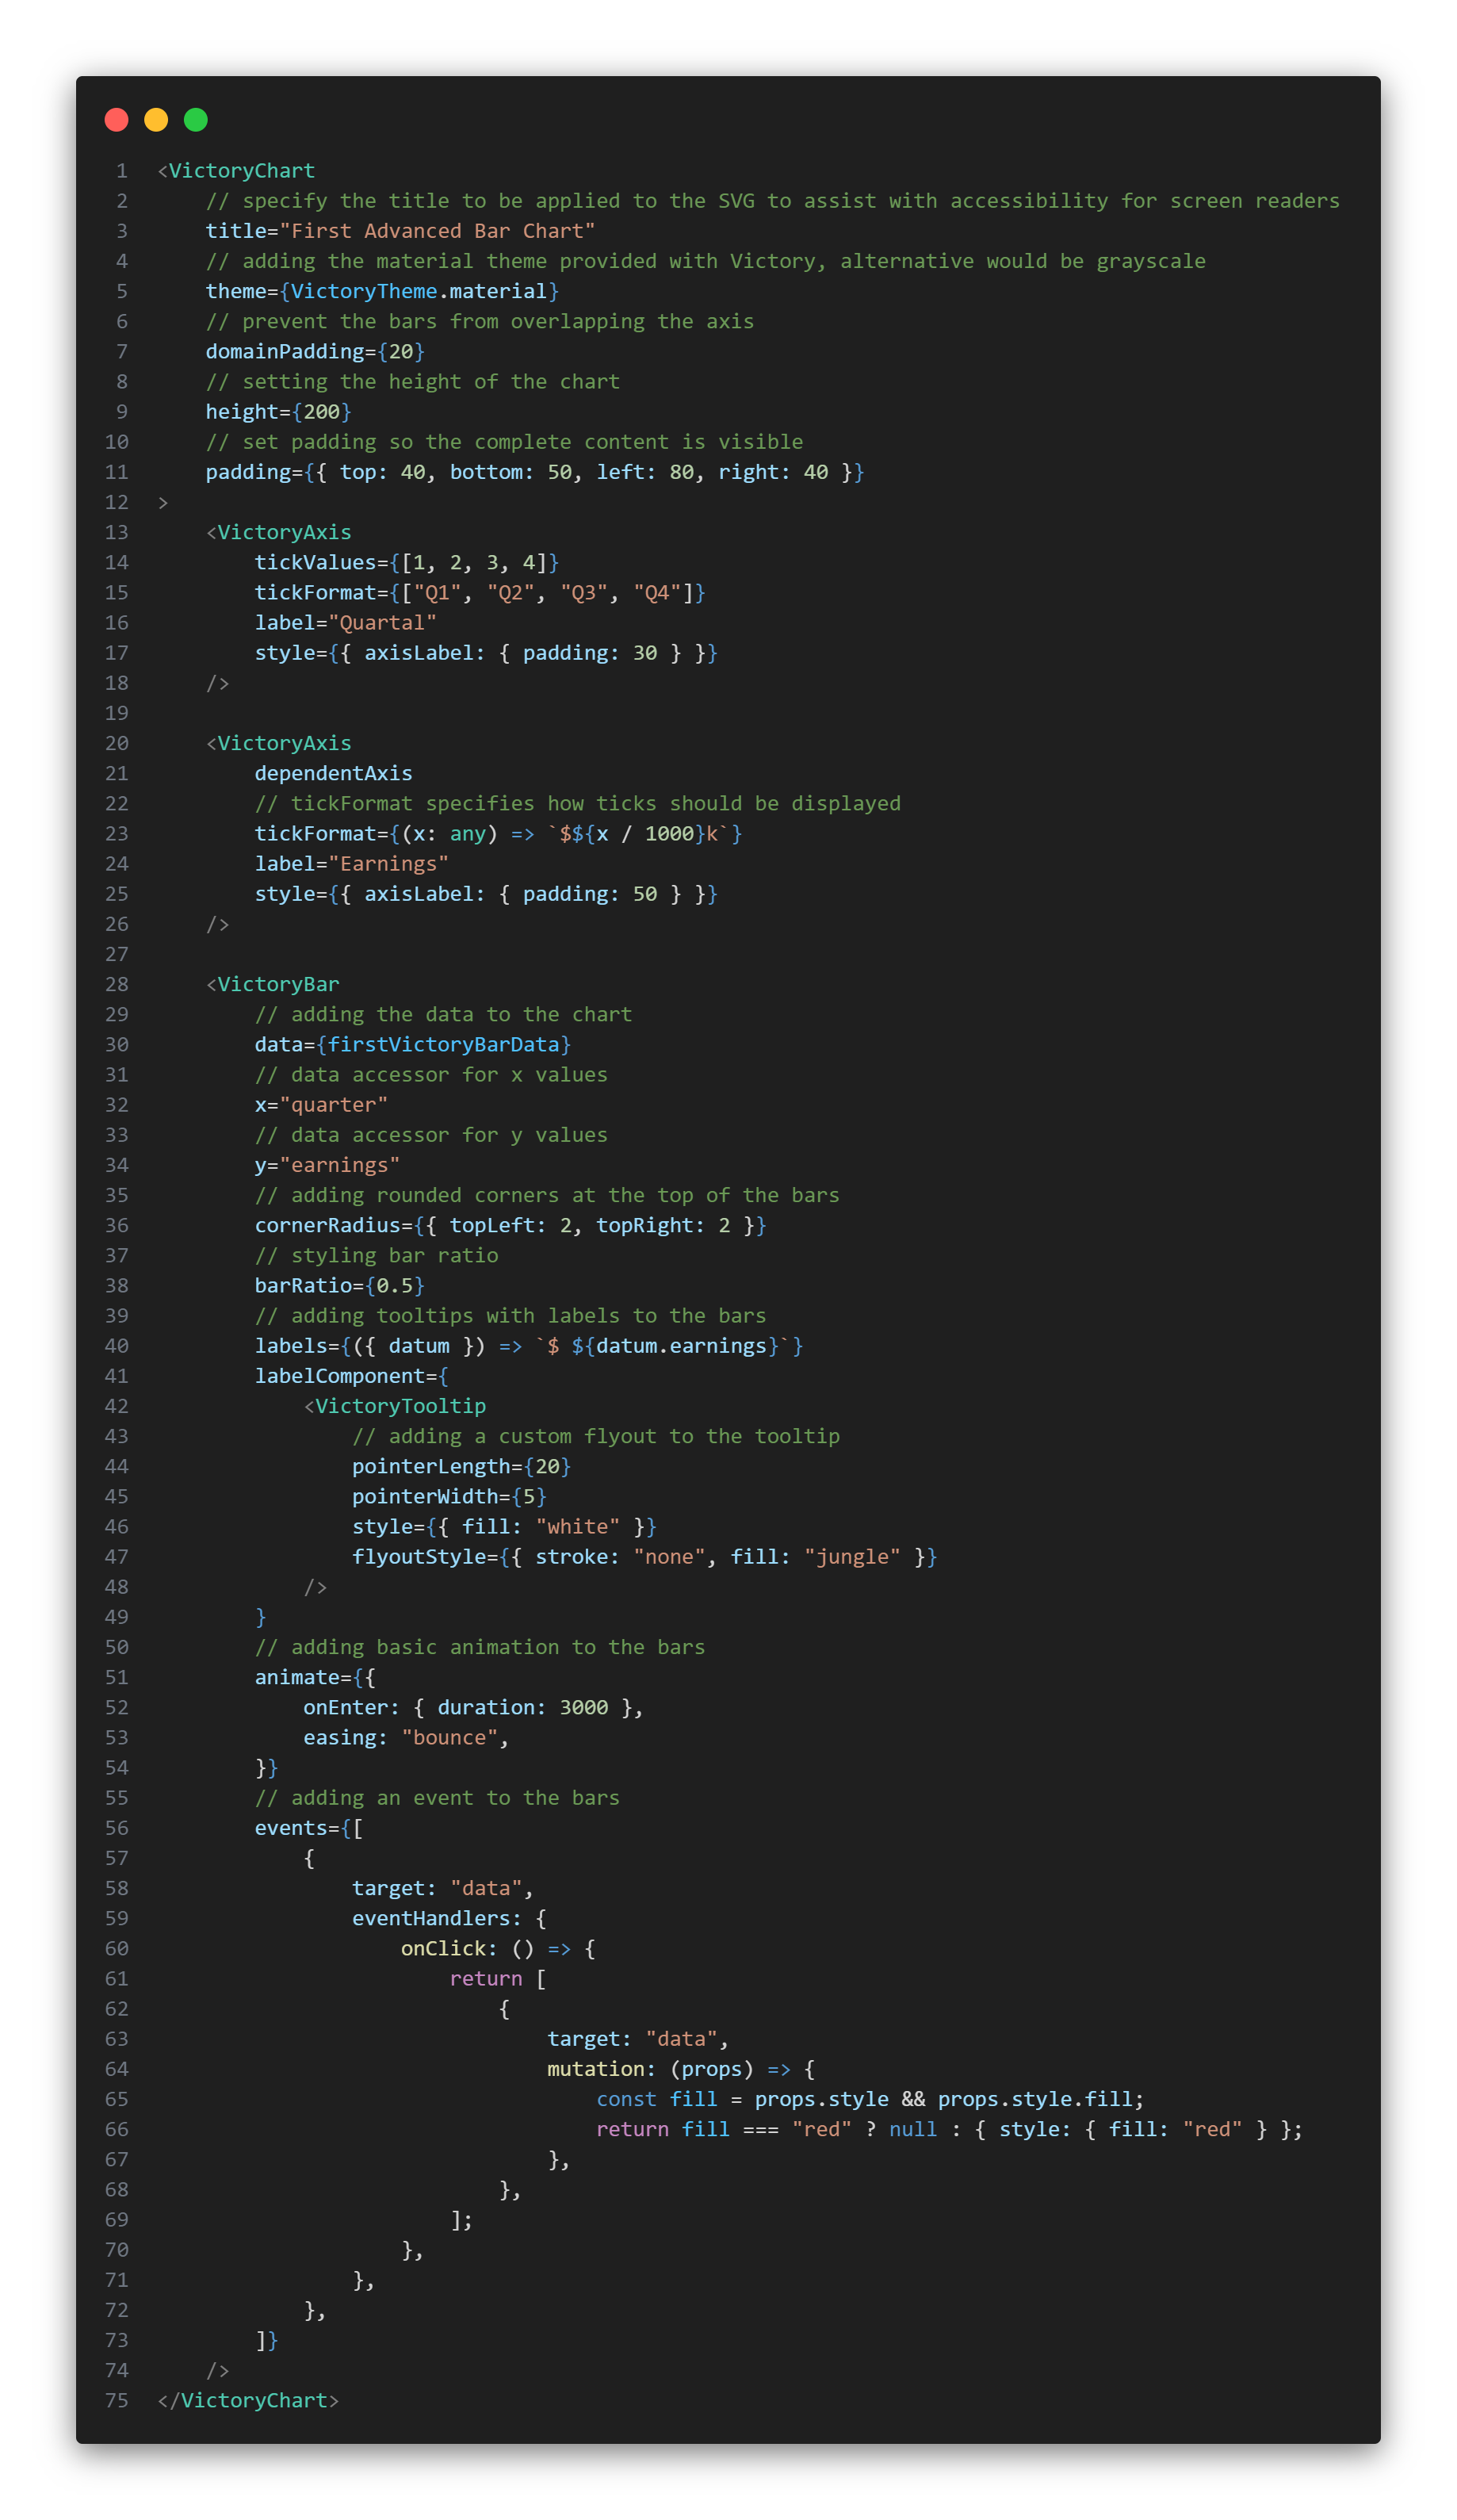 1 <VictoryChart
2     // specify the title to be applied to the SVG to assist with accessibility for screen readers
3     title="First Advanced Bar Chart"
4     // adding the material theme provided with Victory, alternative would be grayscale
5     theme={VictoryTheme.material}
6     // prevent the bars from overlapping the axis
7     domainPadding={20}
8     // setting the height of the chart
9     height={200}
10     // set padding so the complete content is visible
11     padding={{ top: 40, bottom: 50, left: 80, right: 40 }}
12 >
13     <VictoryAxis
14         tickValues={[1, 2, 3, 4]}
15         tickFormat={["Q1", "Q2", "Q3", "Q4"]}
16         label="Quartal"
17         style={{ axisLabel: { padding: 30 } }}
18     />
19
20     <VictoryAxis
21         dependentAxis
22         // tickFormat specifies how ticks should be displayed
23         tickFormat={(x: any) => `$${x / 1000}k`}
24         label="Earnings"
25         style={{ axisLabel: { padding: 50 } }}
26     />
27
28     <VictoryBar
29         // adding the data to the chart
30         data={firstVictoryBarData}
31         // data accessor for x values
32         x="quarter"
33         // data accessor for y values
34         y="earnings"
35         // adding rounded corners at the top of the bars
36         cornerRadius={{ topLeft: 2, topRight: 2 }}
37         // styling bar ratio
38         barRatio={0.5}
39         // adding tooltips with labels to the bars
40         labels={({ datum }) => `$ ${datum.earnings}`}
41         labelComponent={
42             <VictoryTooltip
43                 // adding a custom flyout to the tooltip
44                 pointerLength={20}
45                 pointerWidth={5}
46                 style={{ fill: "white" }}
47                 flyoutStyle={{ stroke: "none", fill: "jungle" }}
48             />
49         }
50         // adding basic animation to the bars
51         animate={{
52             onEnter: { duration: 3000 },
53             easing: "bounce",
54         }}
55         // adding an event to the bars
56         events={[
57             {
58                 target: "data",
59                 eventHandlers: {
60                     onClick: () => {
61                         return [
62                             {
63                                 target: "data",
64                                 mutation: (props) => {
65                                     const fill = props.style && props.style.fill;
66                                     return fill === "red" ? null : { style: { fill: "red" } };
67                                 },
68                             },
69                         ];
70                     },
71                 },
72             },
73         ]}
74     />
75 </VictoryChart>